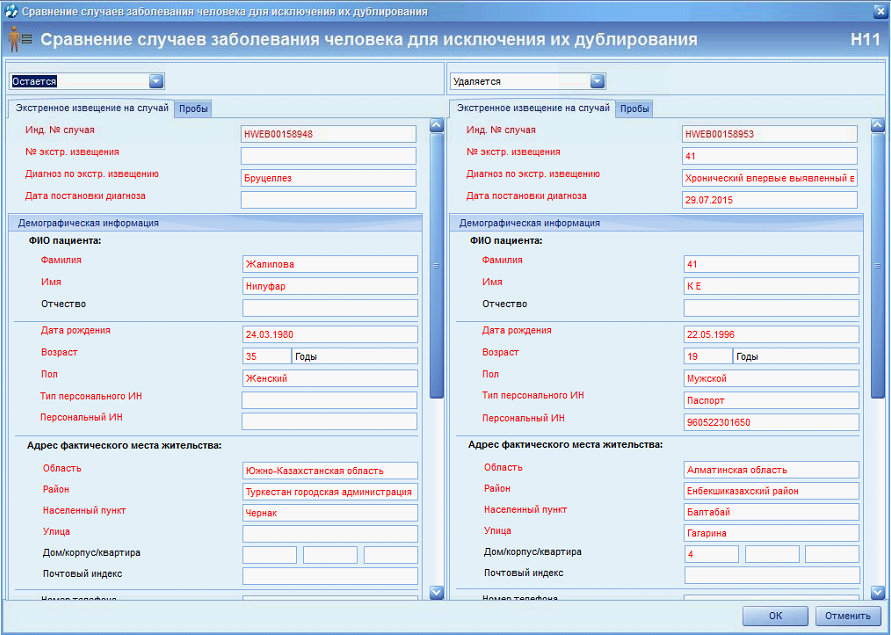 Сравнение случаев заболевания человека для исключения их дублирования
Сравнение случаев заболевания человека для исключения их дублирования H11
Остается
Экстренное извещение на случай Пробы
Инд. № случая HWEB00158948
№ экстр. извещения
Диагноз по экстр. извещению Бруцеллез
Дата постановки диагноза
Демографическая информация
ФИО пациента:
Фамилия Жалилова
Имя Нилуфар
Отчество
Дата рождения 24.03.1980
Возраст 35 Годы
Пол Женский
Тип персонального ИН
Персональный ИН
Адрес фактического места жительства:
Область Южно-Казахстанская область
Район Туркестан городская администрация
Населенный пункт Чернак
Улица
Дом/корпус/квартира
Почтовый индекс
Номер телефона
Удаляется
Экстренное извещение на случай Пробы
Инд. № случая HWEB00158953
№ экстр. извещения 41
Диагноз по экстр. извещению Хронический впервые выявленный в
Дата постановки диагноза 29.07.2015
Демографическая информация
ФИО пациента:
Фамилия 41
Имя К Е
Отчество
Дата рождения 22.05.1996
Возраст 19 Годы
Пол Мужской
Тип персонального ИН Паспорт
Персональный ИН 960522301650
Адрес фактического места жительства:
Область Алматинская область
Район Енбекшиказахский район
Населенный пункт Балтабай
Улица Гагарина
Дом/корпус/квартира 4
Почтовый индекс
Номер телефона
ОК Отменить